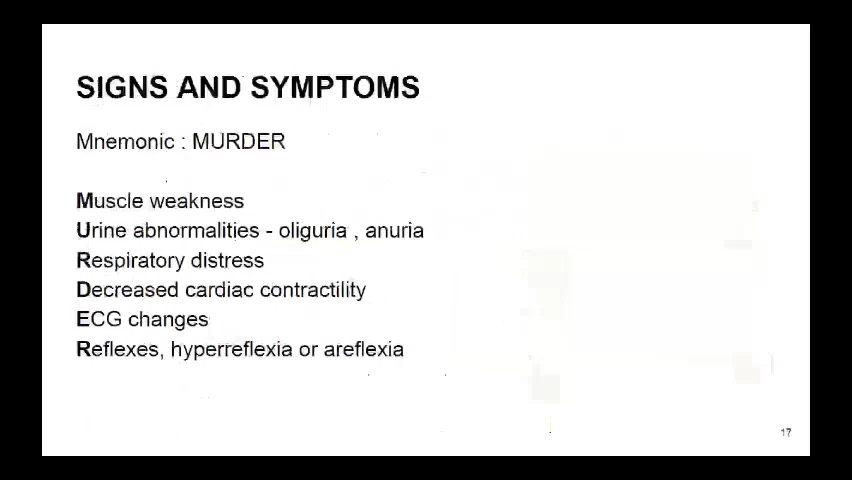 SIGNS AND SYMPTOMS
Mnemonic : MURDER
Muscle weakness
Urine abnormalities - oliguria , anuria
Respiratory distress
Decreased cardiac contractility
ECG changes
Reflexes, hyperreflexia or areflexia
17